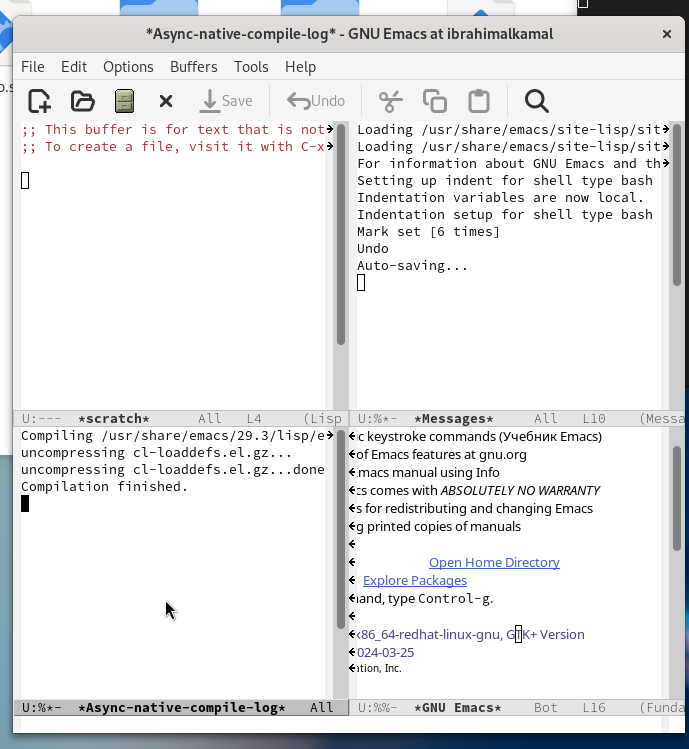 o.s
*Async-native-compile-log* - GNU Emacs at ibrahimalkamal
File Edit Options Buffers Tools Help
Save Undo
;; This buffer is for text that is not
;; To create a file, visit it with C-x
U:--- *scratch* All L4 (Lisp
Loading /usr/share/emacs/site-lisp/sit
Loading /usr/share/emacs/site-lisp/sit
For information about GNU Emacs and th
Setting up indent for shell type bash
Indentation variables are now local.
Indentation setup for shell type bash
Mark set [6 times]
Undo
Auto-saving...
U:%*- *Messages* All L10 (Messa
Compiling /usr/share/emacs/29.3/lisp/e
uncompressing cl-loaddefs.el.gz...
uncompressing cl-loaddefs.el.gz...done
Compilation finished.
U:%*- *Async-native-compile-log* All
c keystroke commands (Учебник Emacs)
of Emacs features at gnu.org
macs manual using Info
cs comes with ABSOLUTELY NO WARRANTY
s for redistributing and changing Emacs
g printed copies of manuals
Open Home Directory
Explore Packages
and, type Control-g.
x86_64-redhat-linux-gnu, GTK+ Version
024-03-25
ation, Inc.
U:%%- *GNU Emacs* Bot L16 (Funda